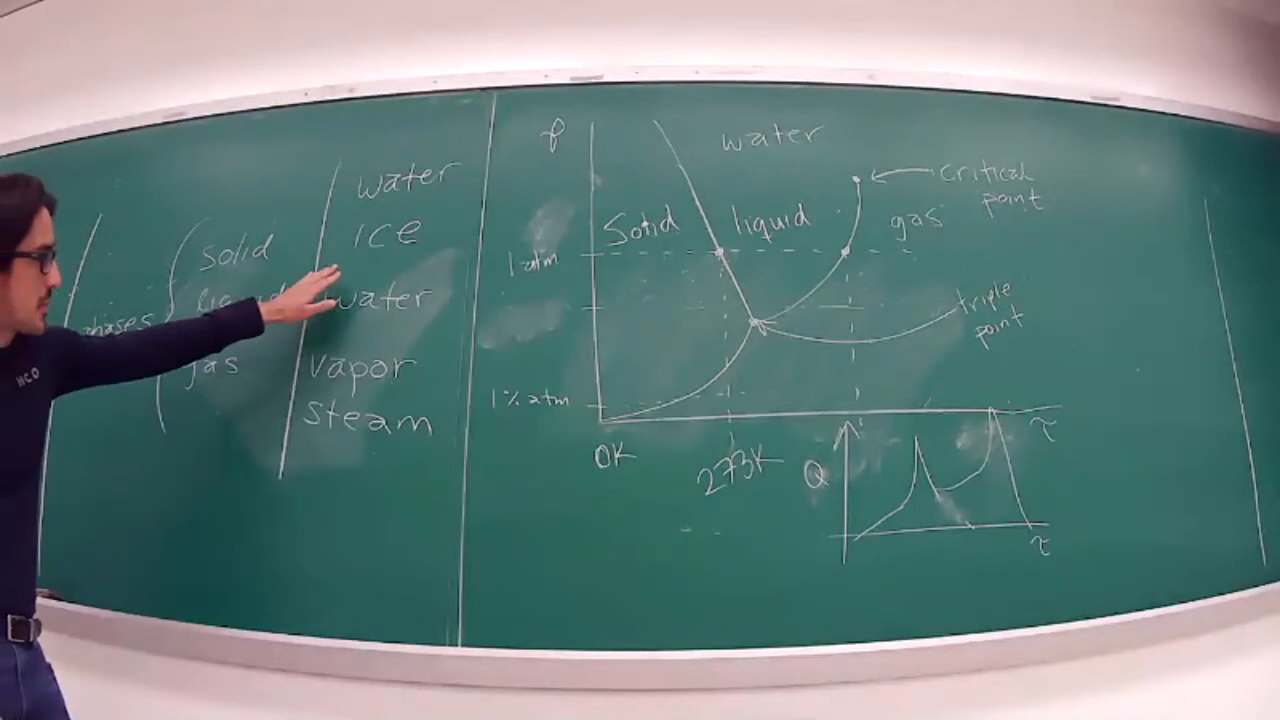 phases
solid
liquid
gas
water
ice
water
vapor
steam
HCO
P
water
Solid
liquid
gas
critical
point
1 atm
triple
point
1% atm
0K
273K
τ
Q
τ